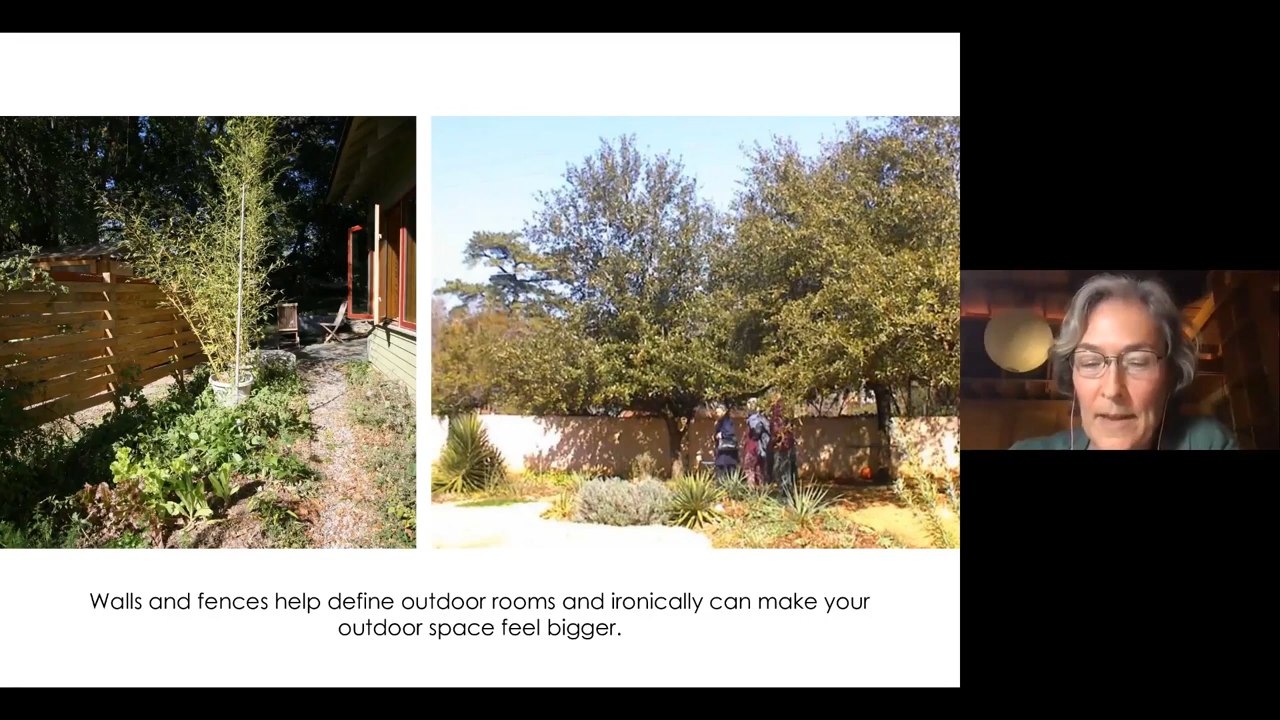 Walls and fences help define outdoor rooms and ironically can make your
outdoor space feel bigger.